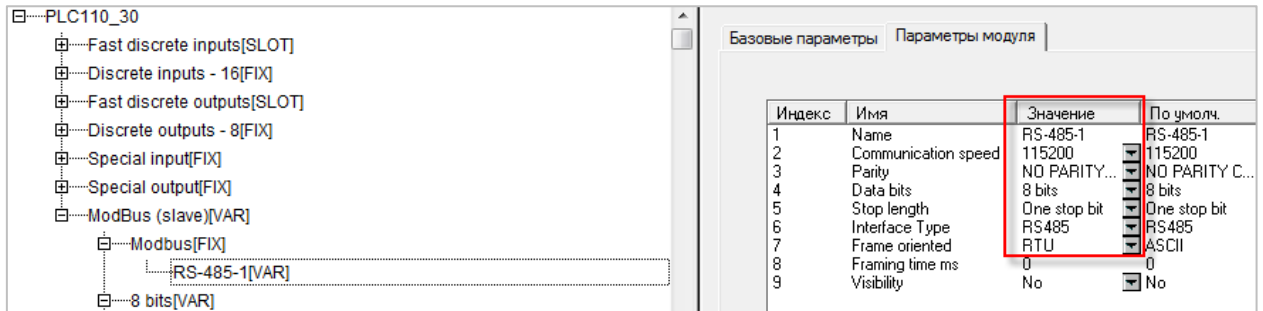 PLC110_30
Fast discrete inputs[SLOT]
Discrete inputs - 16[FIX]
Fast discrete outputs[SLOT]
Discrete outputs - 8[FIX]
Special input[FIX]
Special output[FIX]
ModBus (slave)[VAR]
Modbus[FIX]
RS-485-1[VAR]
8 bits[VAR]
Базовые параметры Параметры модуля
Индекс Имя Значение По умолч.
1 Name RS-485-1 RS-485-1
2 Communication speed 115200 115200
3 Parity NO PARITY... NO PARITY C...
4 Data bits 8 bits 8 bits
5 Stop length One stop bit One stop bit
6 Interface Type RS485 RS485
7 Frame oriented RTU ASCII
8 Framing time ms 0 0
9 Visibility No No